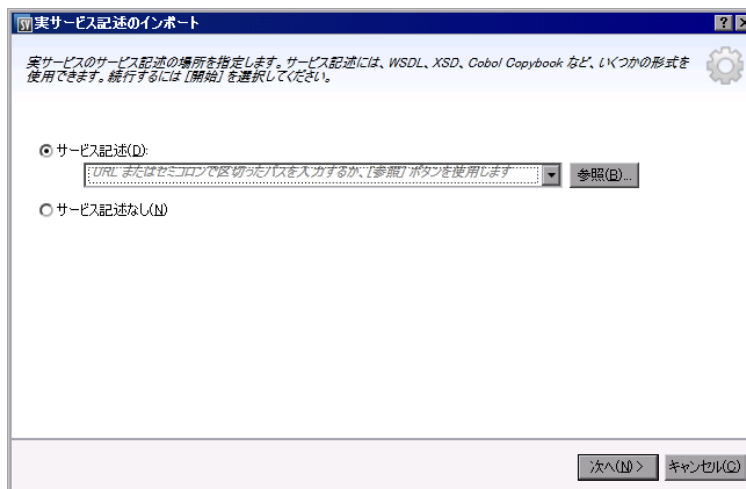 SV 実サービス記述のインポート
実サービスのサービス記述の場所を指定します。サービス記述には、WSDL、XSD、Cobol Copybook など、いくつかの形式を
使用できます。続行するには [開始] を選択してください。
サービス記述(D):
URL またはセミコロンで区切ったパスを入力するか、[参照] ボタンを使用します
参照(B)...
サービス記述なし(N)
次へ(N) >
キャンセル(C)